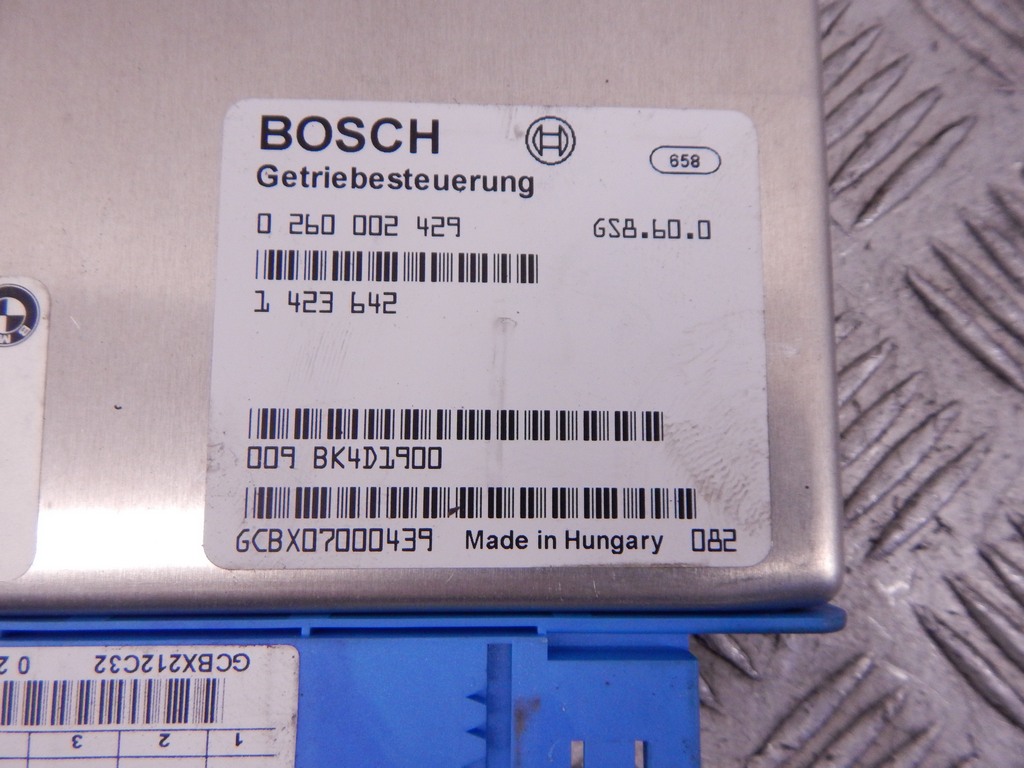 BOSCH
658
Getriebesteuerung
0 260 002 429 GS8.60.0
1 423 642
009 BK4D1900
GCBX07000439 Made in Hungary 082
GCBX212C32
1 2 3